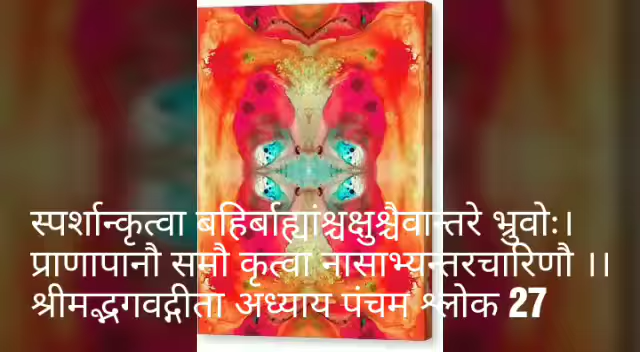 स्पर्शान्कृत्वा बहिर्बाह्यांश्चक्षुश्चैवान्तरे भ्रुवोः।
प्राणापानौ समौ कृत्वा नासाभ्यन्तरचारिणौ ।।
श्रीमद्भगवद्गीता अध्याय पंचम श्लोक 27